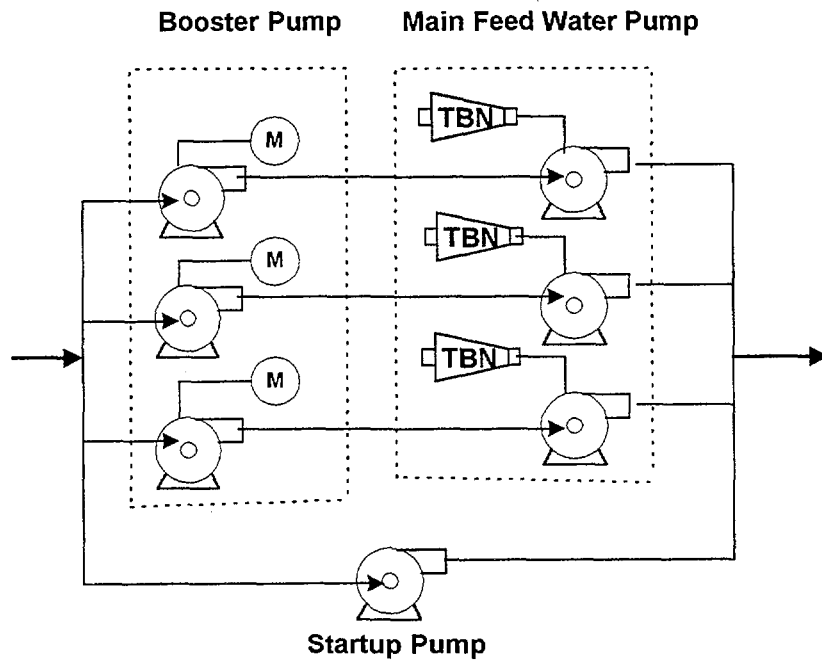 Booster Pump
Main Feed Water Pump
TBN
M
TBN
M
TBN
M
Startup Pump